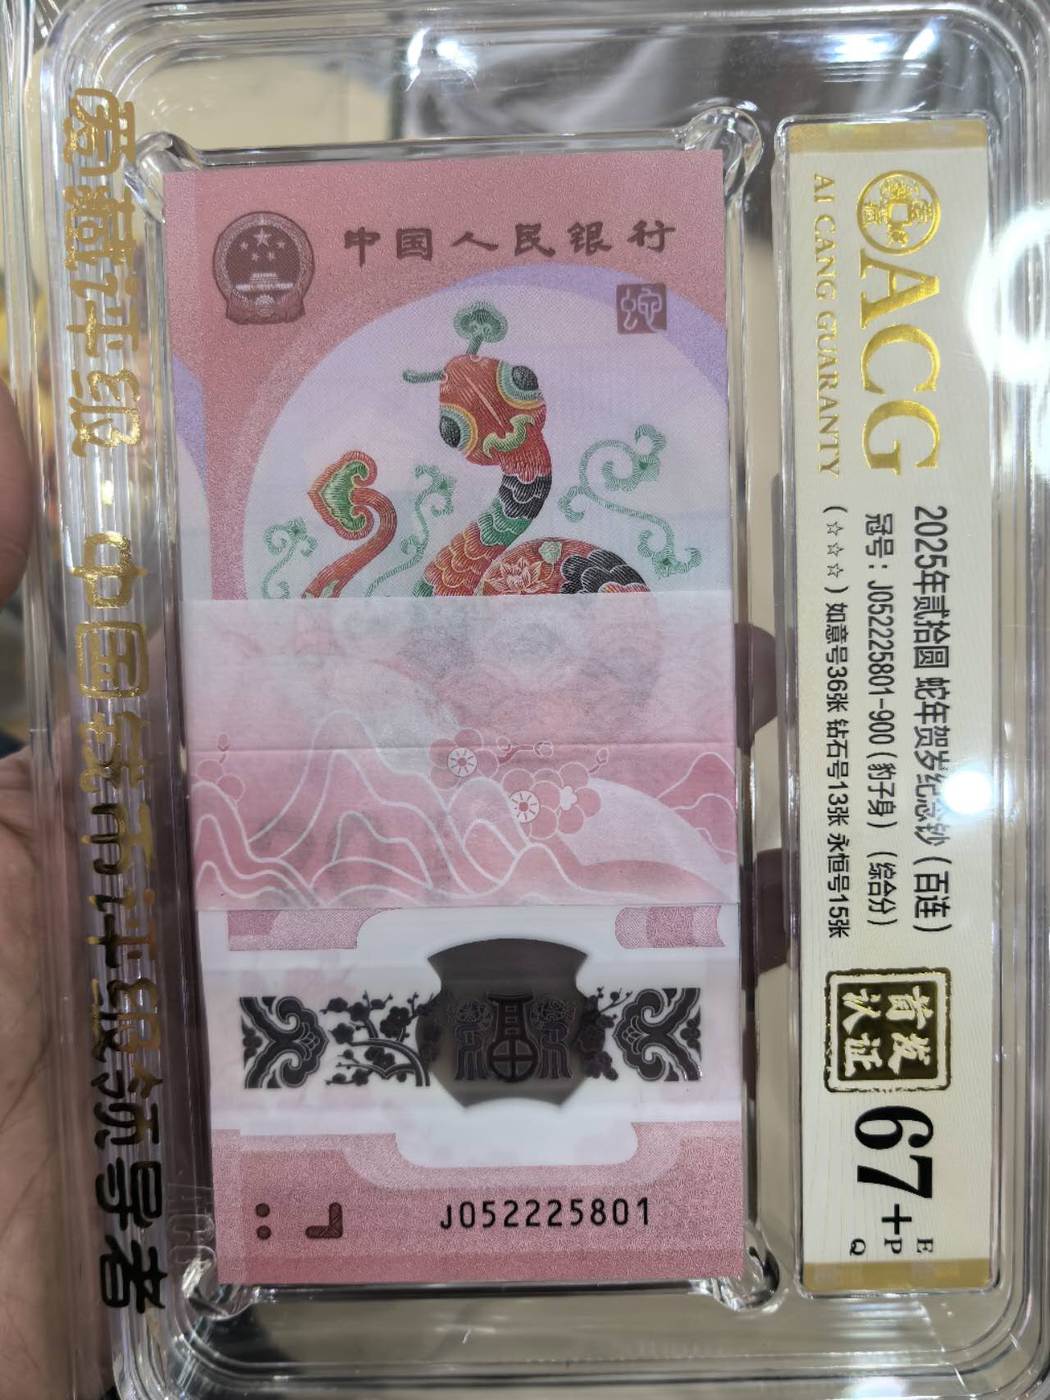 爱藏评级·中国钱币评级领导者
中国人民银行
J052225801
ACG
AI CANG GUARANTY
2025年贰拾圆 蛇年贺岁纪念钞（百连）
冠号：J052225801-900（豹子身）（综合分）
（☆☆☆）如意号36张 钻石号13张 永恒号15张
首发
认证
67+
E
P
Q